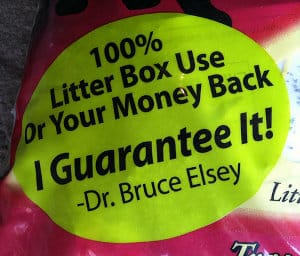 100%
Litter Box Use
Or Your Money Back
I Guarantee It!
-Dr. Bruce Elsey